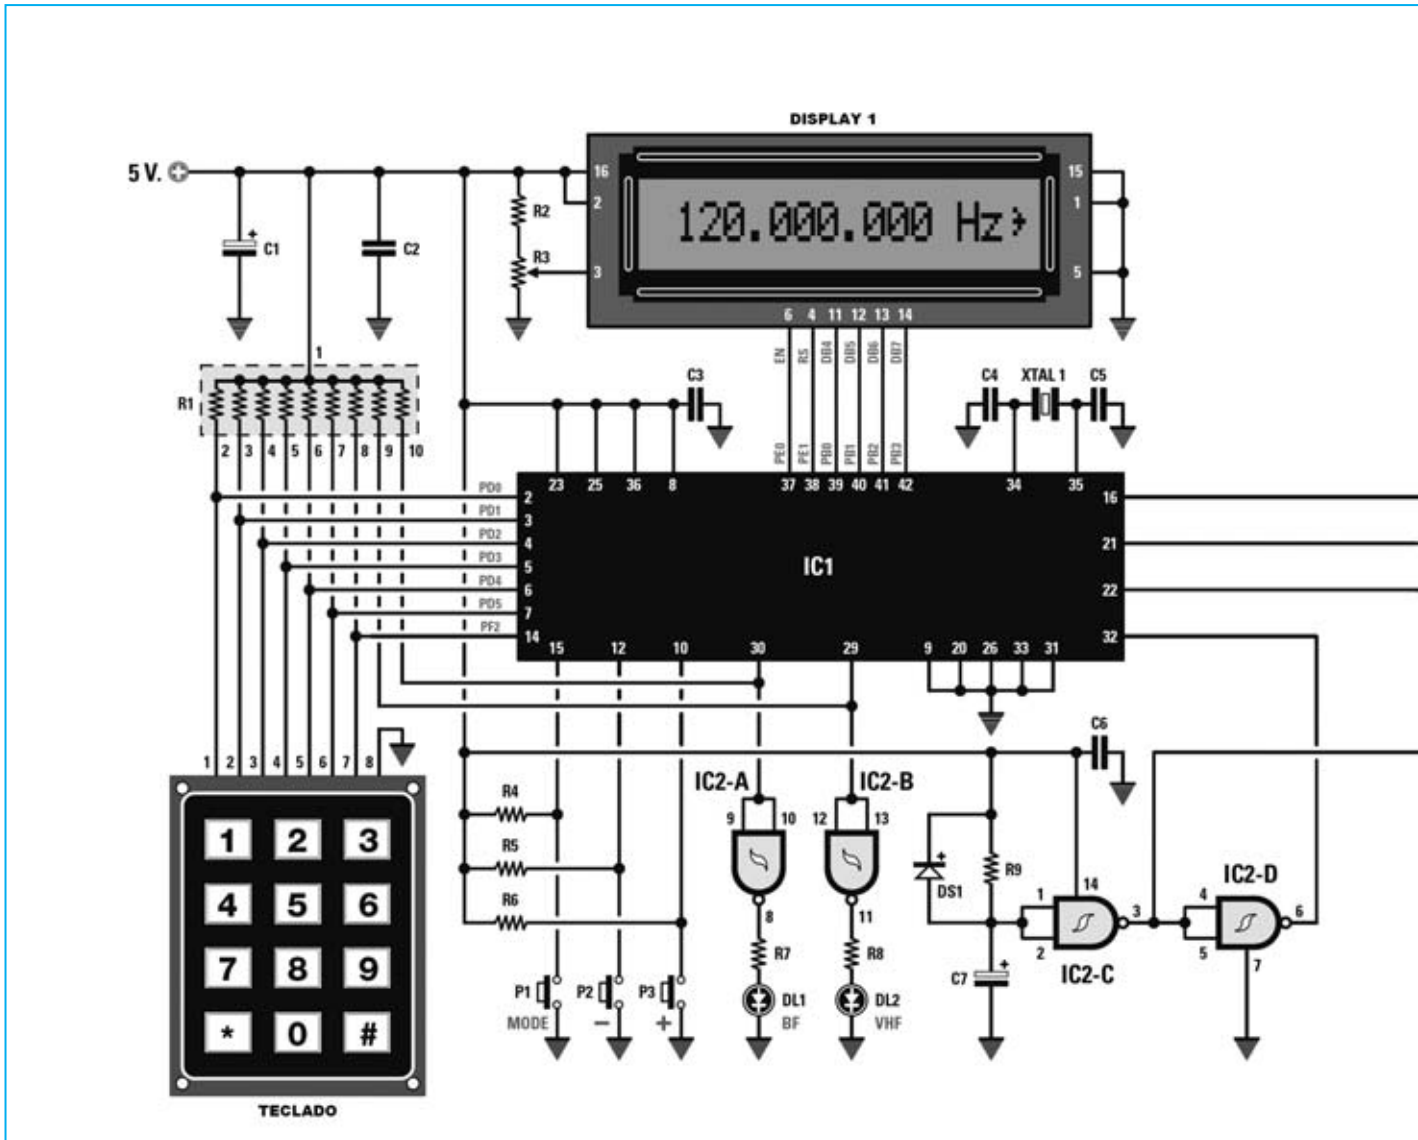 DISPLAY 1
5 V.
16
15
120.000.000 Hz
2
1
R2
C1
C2
R3
3
5
6 4 11 12 13 14
EN RS DB4 DB5 DB6 DB7
1
R1
C3
C4 XTAL 1 C5
2 3 4 5 6 7 8 9 10
PE0 PE1 PB0 PB1 PB2 PB3
23 25 36 8 37 38 39 40 41 42 34 35
PD0 2
16
PD1 3
PD2 4
21
PD3 5
IC1
PD4 6
22
PD5 7
PF2 14
32
15 12 10 30 29 9 20 26 33 31
C6
1 2 3 4 5 6 7 8
IC2-A
IC2-B
R4
9 10
12 13
R5
R6
DS1
R9
1
14
2
3
IC2-C
IC2-D
4
5
6
7
8
11
R7
R8
C7
P1
P2
P3
MODE
−
+
DL1
BF
DL2
VHF
1 2 3
4 5 6
7 8 9
* 0 #
TECLADO